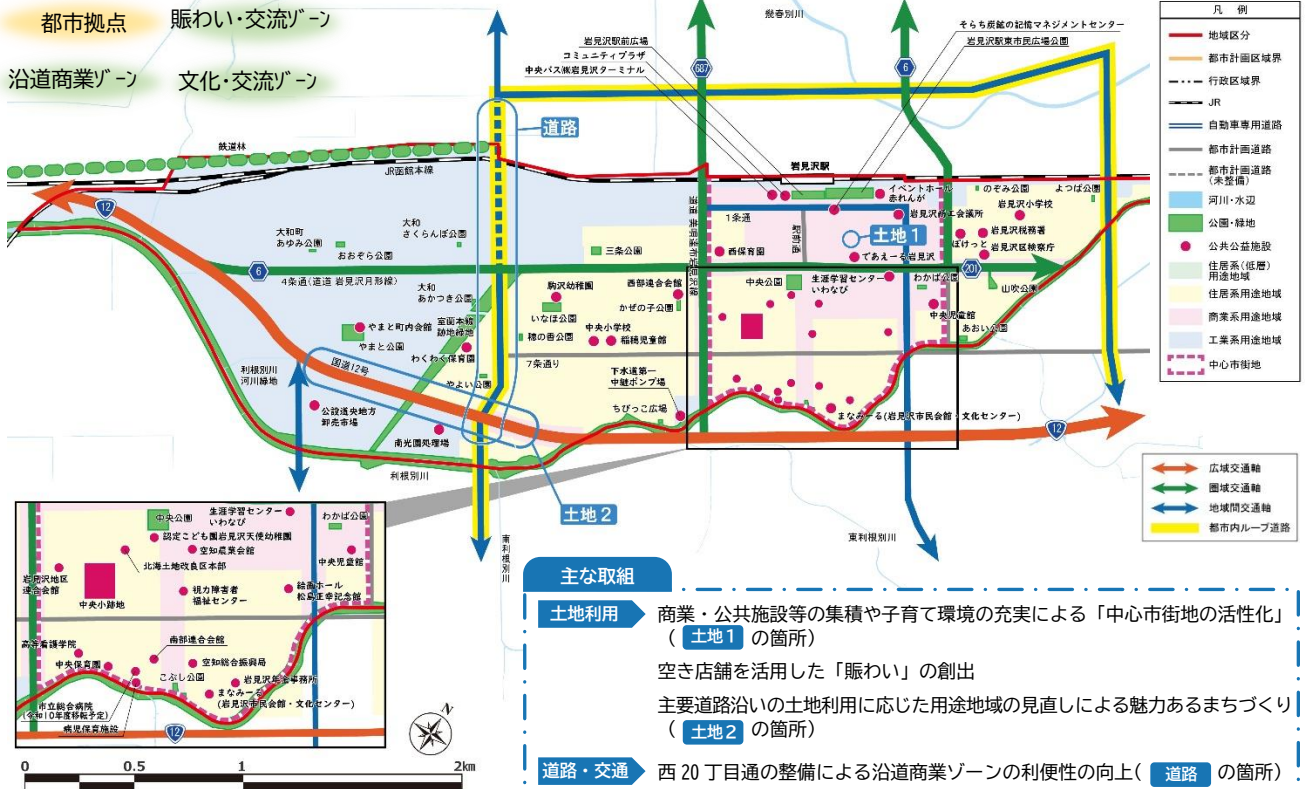 都市拠点
賑わい・交流ゾーン
沿道商業ゾーン
文化・交流ゾーン
幾春別川
そらち炭鉱の記憶マネジメントセンター
岩見沢駅前広場
岩見沢駅東市民広場公園
コミュニティプラザ
中央バス㈱岩見沢ターミナル
687
6
道路
鉄道林
JR函館本線
岩見沢駅
12
イベントホール
赤れんが
のぞみ公園
よつば公園
1条通
岩見沢商工会議所
岩見沢小学校
大和町
あゆみ公園
大和
さくらんぼ公園
おおぞら公園
三条公園
西保育園
駅前通
土地1
であえーる岩見沢
ぽけっと
岩見沢税務署
岩見沢区検察庁
6
4条通(道道 岩見沢月形線)
201
山吹公園
大和
あかつき公園
駒沢幼稚園
西部連合会館
かぜの子公園
いなほ公園
中央公園
生涯学習センター
いわなび
わかば公園
中央児童館
あおい公園
やまと町内会館
やまと公園
室蘭本線
跡地緑地
わくわく保育園
穂の香公園
中央小学校
稲穂児童館
7条通り
国道12号
利根別川
河川緑地
やよい公園
下水道第一
中継ポンプ場
ちびっこ広場
公設道央地方
卸売市場
南光園処理場
まなみーる(岩見沢市民会館・文化センター)
12
利根別川
土地2
東利根別川
東利根別川
凡例
地域区分
都市計画区域界
行政区域界
JR
自動車専用道路
都市計画道路
都市計画道路
(未整備)
河川・水辺
公園・緑地
公共公益施設
住居系(低層)
用途地域
住居系用途地域
商業系用途地域
工業系用途地域
中心市街地
広域交通軸
圏域交通軸
地域間交通軸
都市内ループ道路
中央公園
生涯学習センター
いわなび
わかば公園
認定こども園岩見沢天使幼稚園
空知農業会館
北海土地改良区本部
中央児童館
岩見沢地区
連合会館
中央小跡地
視力障害者
福祉センター
絵画ホール
松島正幸記念館
高等看護学院
南部連合会館
中央保育園
空知総合振興局
こぶし公園
岩見沢年金事務所
まなみーる
(岩見沢市民会館・文化センター)
市立総合病院
(令和10年度移転予定)
病児保育施設
12
N
0 0.5 1 2km
主な取組
土地利用 商業・公共施設等の集積や子育て環境の充実による「中心市街地の活性化」
( 土地1 の箇所)
空き店舗を活用した「賑わい」の創出
主要道路沿いの土地利用に応じた用途地域の見直しによる魅力あるまちづくり
( 土地2 の箇所)
道路・交通 西20丁目通の整備による沿道商業ゾーンの利便性の向上( 道路 の箇所)